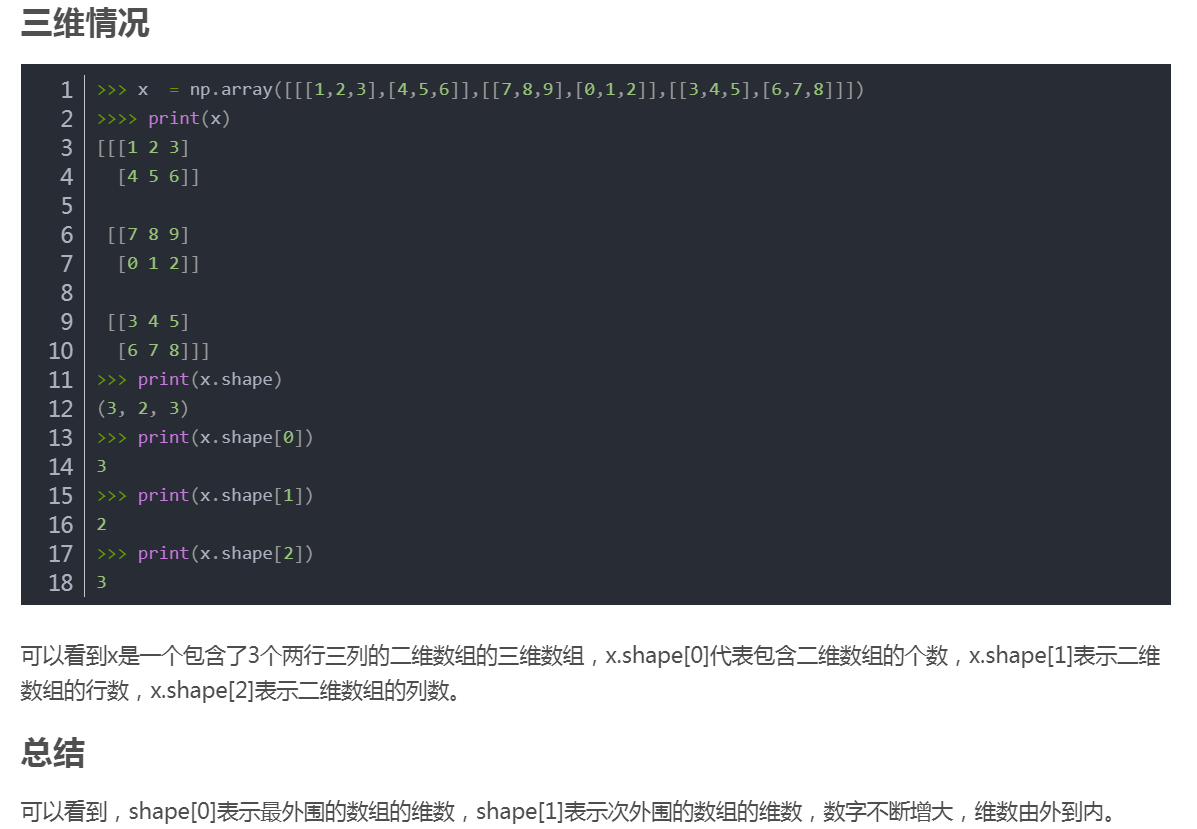 三维情况
1 >>> x  = np.array([[[1,2,3],[4,5,6]],[[7,8,9],[0,1,2]],[[3,4,5],[6,7,8]]])
2 >>>> print(x)
3 [[[1 2 3]
4   [4 5 6]]
5
6  [[7 8 9]
7   [0 1 2]]
8
9  [[3 4 5]
10   [6 7 8]]]
11 >>> print(x.shape)
12 (3, 2, 3)
13 >>> print(x.shape[0])
14 3
15 >>> print(x.shape[1])
16 2
17 >>> print(x.shape[2])
18 3
可以看到x是一个包含了3个两行三列的二维数组的三维数组，x.shape[0]代表包含二维数组的个数，x.shape[1]表示二维
数组的行数，x.shape[2]表示二维数组的列数。
总结
可以看到，shape[0]表示最外围的数组的维数，shape[1]表示次外围的数组的维数，数字不断增大，维数由外到内。